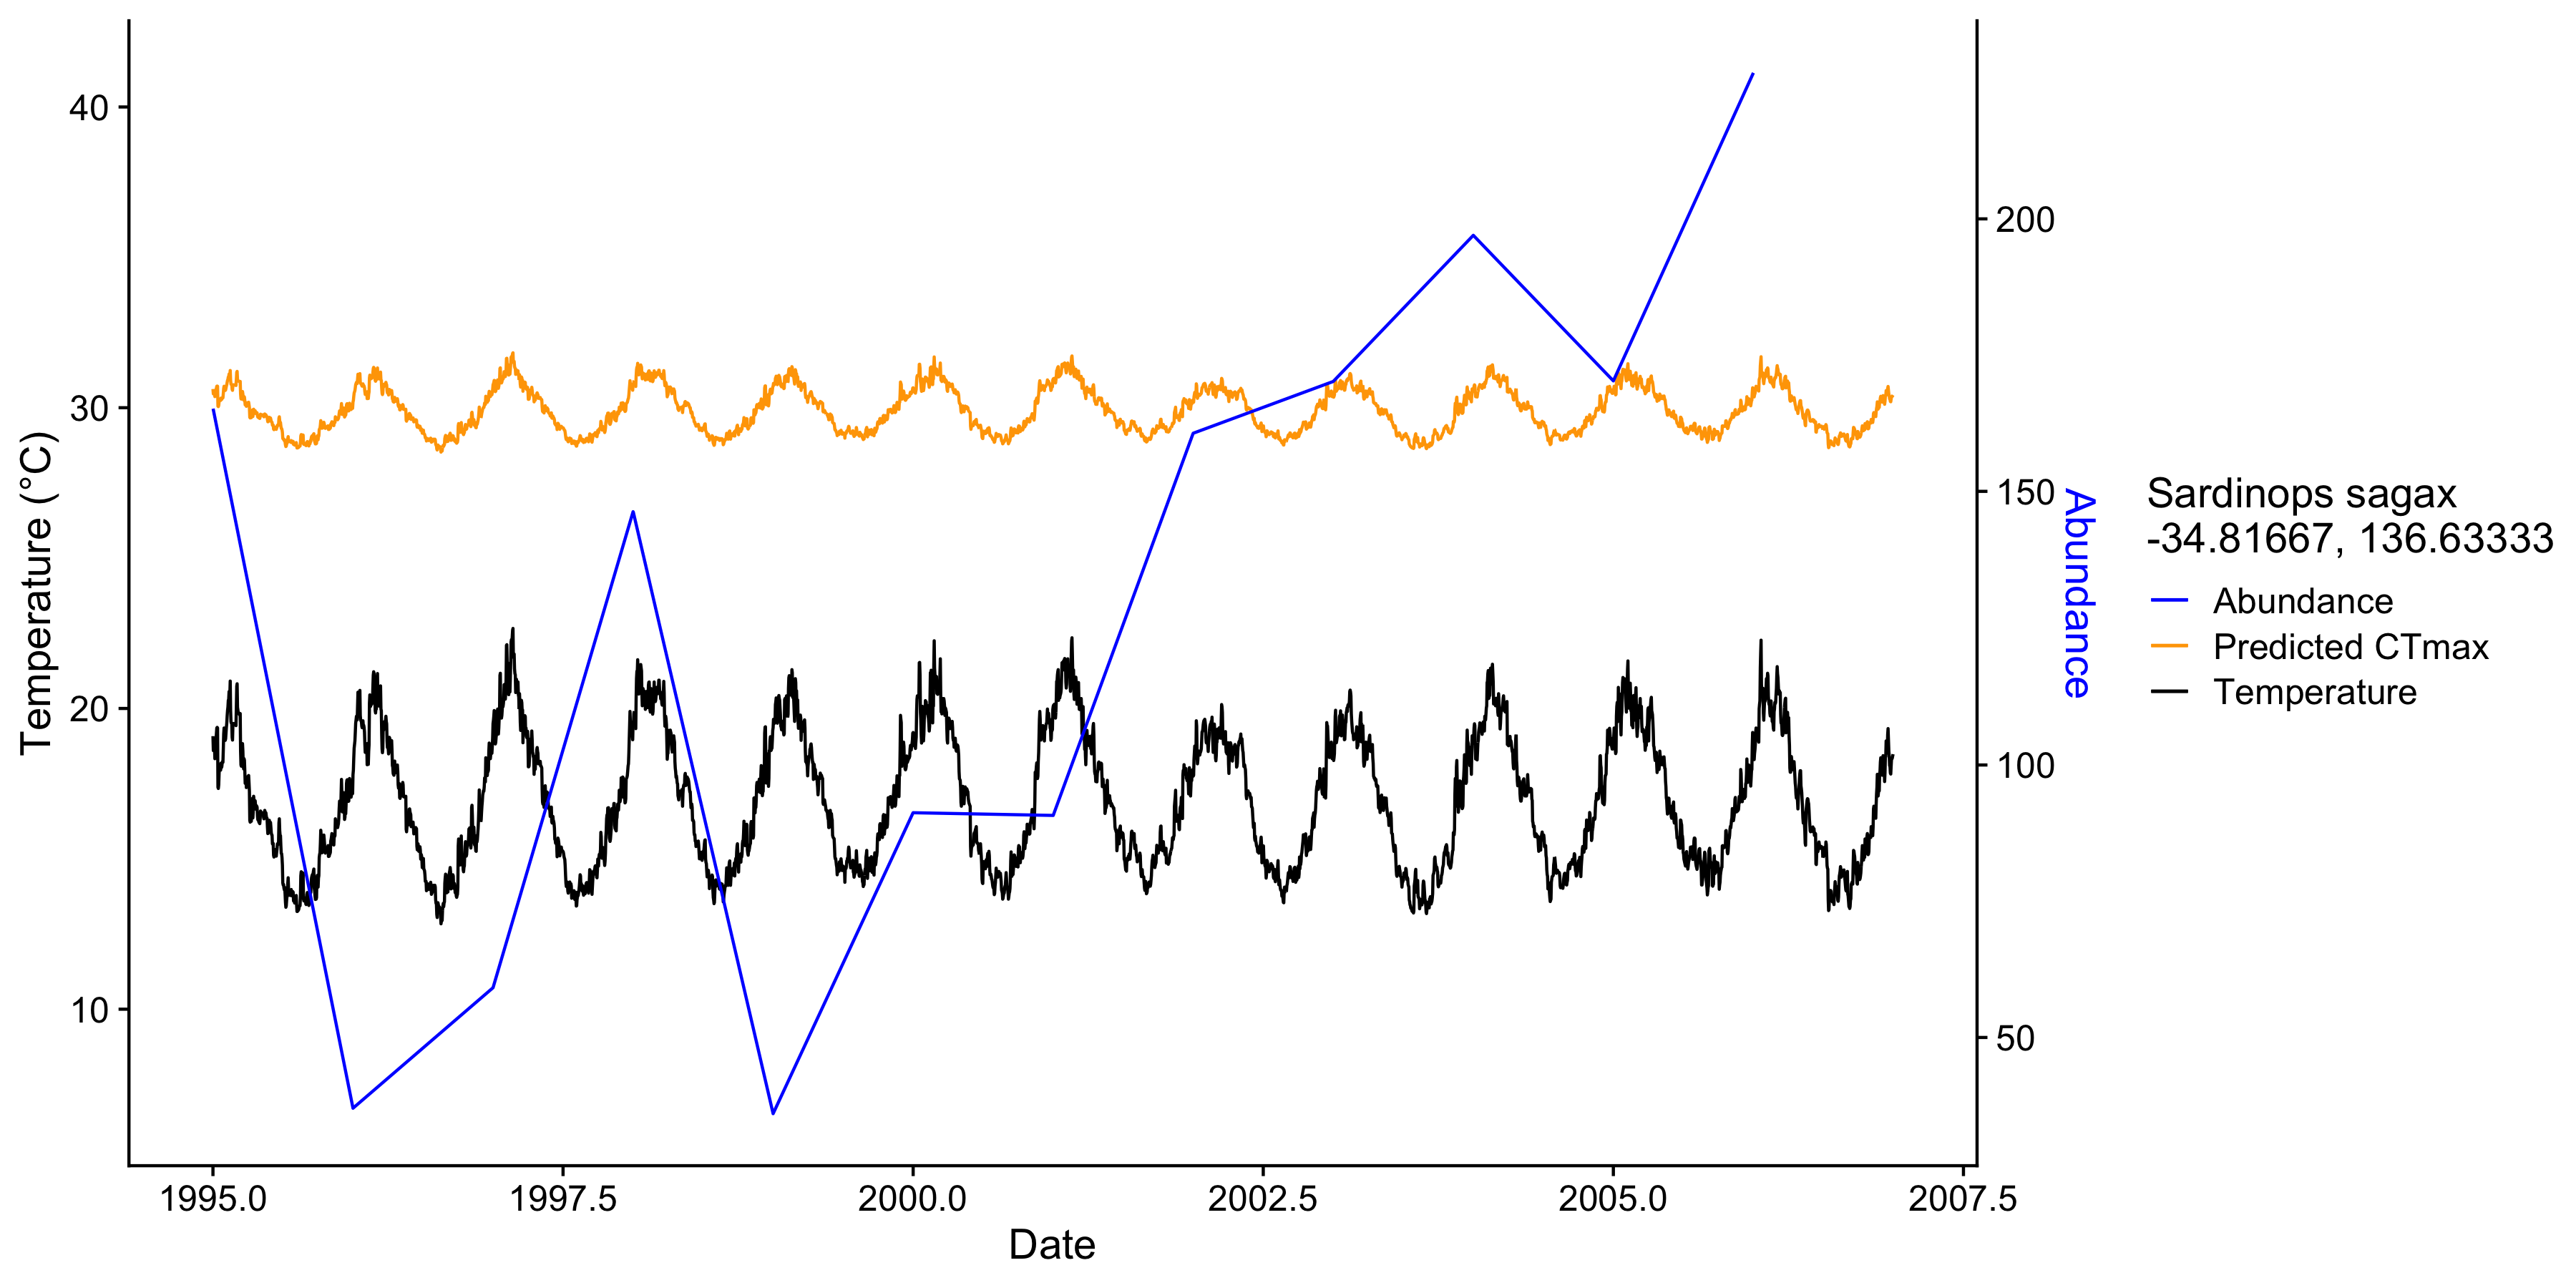 40
30
20
10
Temperature (°C)
200
150
100
50
Abundance
1995.0
1997.5
2000.0
2002.5
2005.0
2007.5
Date
Sardinops sagax
-34.81667, 136.63333
Abundance
Predicted CTmax
Temperature